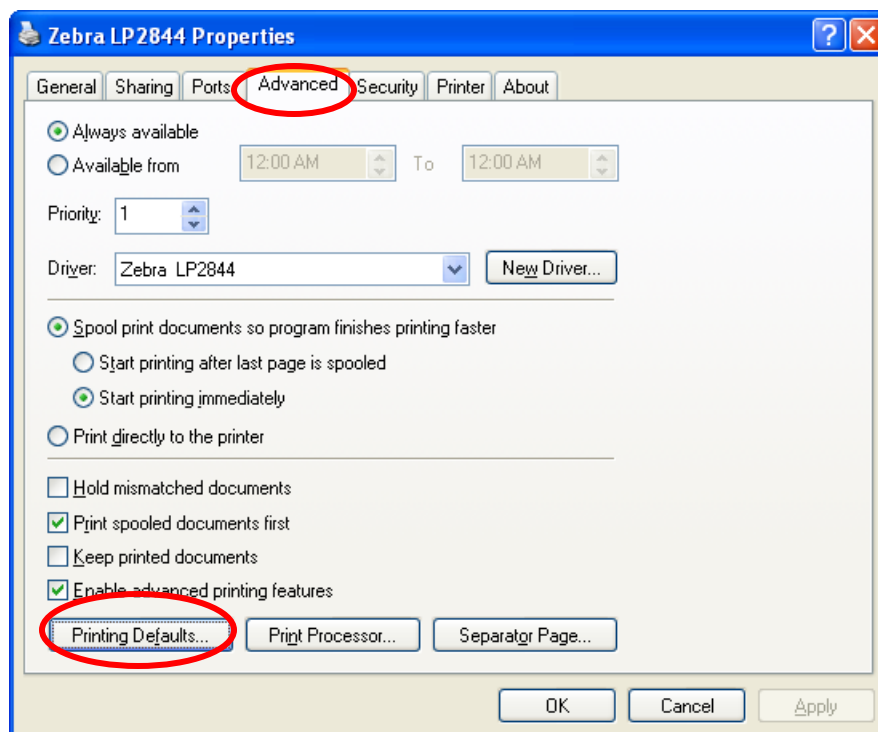 Zebra LP2844 Properties
General Sharing Ports Advanced Security Printer About
Always available
Available from 12:00 AM To 12:00 AM
Priority: 1
Driver: Zebra LP2844 New Driver...
Spool print documents so program finishes printing faster
Start printing after last page is spooled
Start printing immediately
Print directly to the printer
Hold mismatched documents
Print spooled documents first
Keep printed documents
Enable advanced printing features
Printing Defaults... Print Processor... Separator Page...
OK Cancel Apply